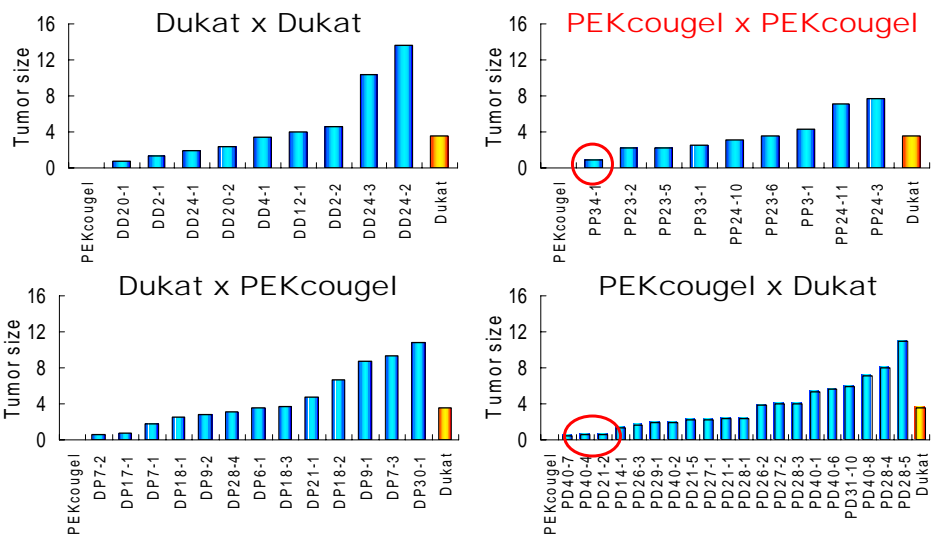 Dukat x Dukat
16
12
8
4
0
Tumor size
PEKcougel
DD20-1
DD2-1
DD24-1
DD20-2
DD4-1
DD12-1
DD2-2
DD24-3
DD24-2
Dukat
PEKcougel x PEKcougel
16
12
8
4
0
Tumor size
PEKcougel
PP34-1
PP23-2
PP23-5
PP33-1
PP24-10
PP23-6
PP3-1
PP24-11
PP24-3
Dukat
Dukat x PEKcougel
16
12
8
4
0
Tumor size
PEKcougel
DP7-2
DP17-1
DP7-1
DP18-1
DP9-2
DP28-4
DP6-1
DP18-3
DP21-1
DP18-2
DP9-1
DP7-3
DP30-1
Dukat
PEKcougel x Dukat
16
12
8
4
0
Tumor size
PEKcougel
PD40-7
PD40-4
PD21-2
PD14-1
PD26-3
PD29-1
PD40-2
PD21-5
PD27-1
PD21-1
PD28-1
PD26-2
PD27-2
PD28-3
PD40-1
PD40-6
PD31-10
PD40-8
PD28-4
PD28-5
Dukat